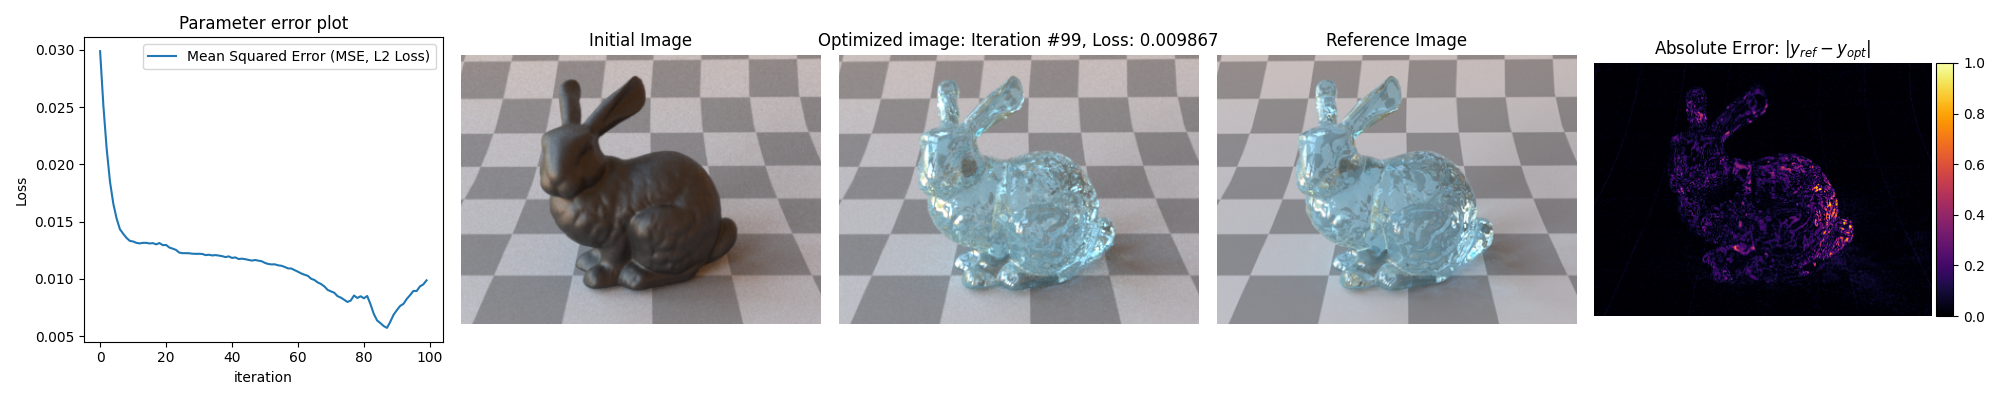 Parameter error plot
Mean Squared Error (MSE, L2 Loss)
Loss
0.030
0.025
0.020
0.015
0.010
0.005
0
20
40
60
80
100
iteration
Initial Image
Optimized image: Iteration #99, Loss: 0.009867
Reference Image
Absolute Error: |y_ref − y_opt|
1.0
0.8
0.6
0.4
0.2
0.0